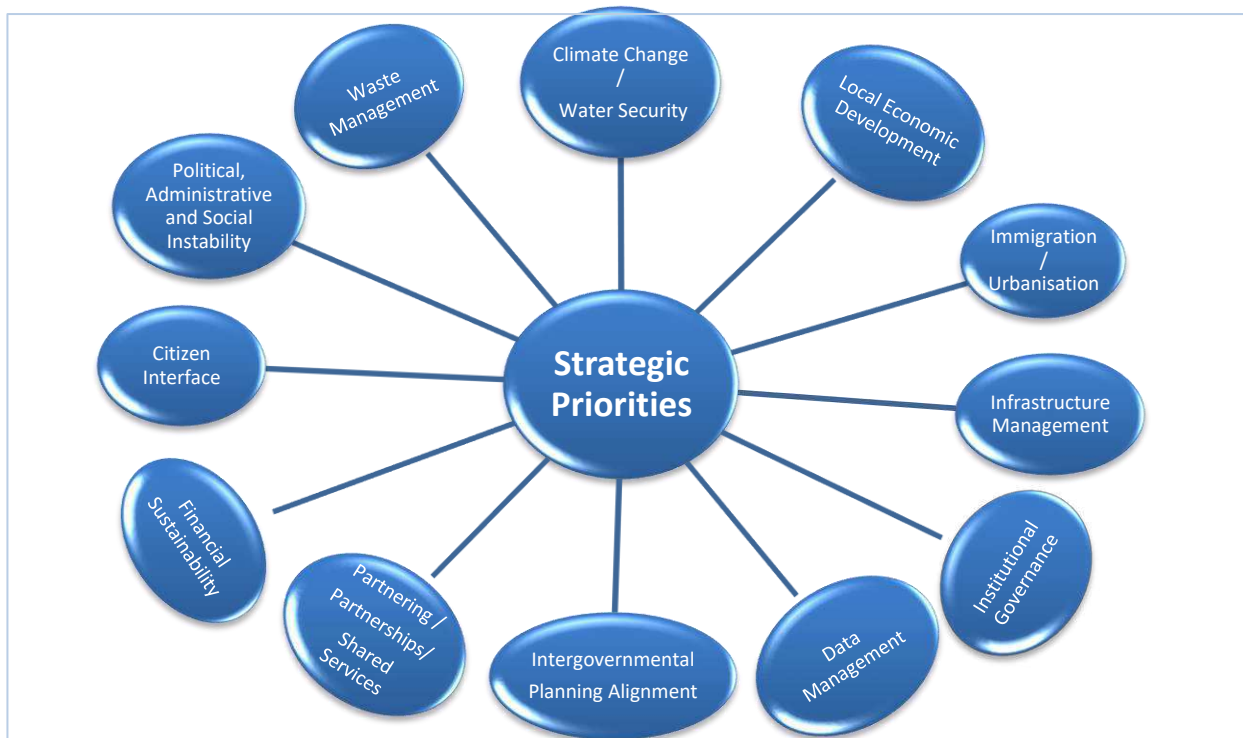 Climate Change
/
Water Security
Local Economic
Development
Immigration
/
Urbanisation
Infrastructure
Management
Institutional
Governance
Data
Management
Intergovernmental
Planning Alignment
Partnering /
Partnerships/
Shared
Services
Financial
Sustainability
Citizen
Interface
Political,
Administrative
and Social
Instability
Waste
Management
Strategic
Priorities